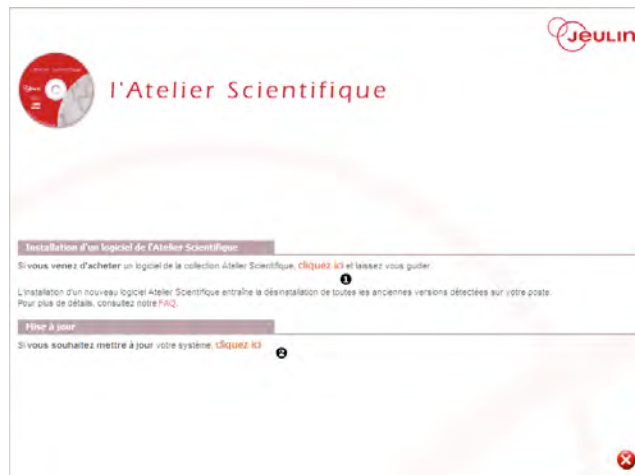 Jeulin
l'Atelier Scientifique
Installation d'un logiciel de l'Atelier Scientifique
Si vous venez d'acheter un logiciel de la collection Atelier Scientifique, cliquez ici et laissez vous guider.
❶
L'installation d'un nouveau logiciel Atelier Scientifique entraîne la désinstallation de toutes les anciennes versions détectées sur votre poste.
Pour plus de détails, consultez notre FAQ.
Mise à jour
Si vous souhaitez mettre à jour votre système, cliquez ici
❷